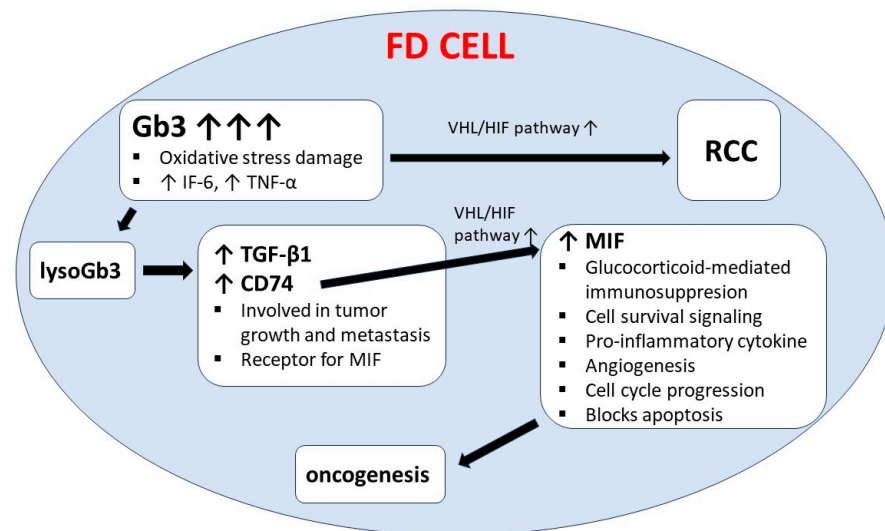 FD CELL
Gb3 ↑↑↑
▪ Oxidative stress damage
▪ ↑ IF-6, ↑ TNF-α
VHL/HIF pathway ↑
RCC
lysoGb3
↑ TGF-β1
↑ CD74
▪ Involved in tumor
growth and metastasis
▪ Receptor for MIF
VHL/HIF
pathway ↑
↑ MIF
▪ Glucocorticoid-mediated
immunosuppresion
▪ Cell survival signaling
▪ Pro-inflammatory cytokine
▪ Angiogenesis
▪ Cell cycle progression
▪ Blocks apoptosis
oncogenesis